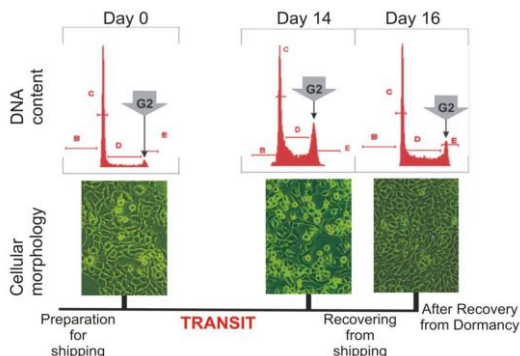 Day 0
Day 14
Day 16
DNA
content
C
G2
B
D
E
C
G2
B
D
E
C
G2
B
D
E
Cellular
morphology
Preparation
for
shipping
TRANSIT
Recovering
from
shipping
After Recovery
from Dormancy